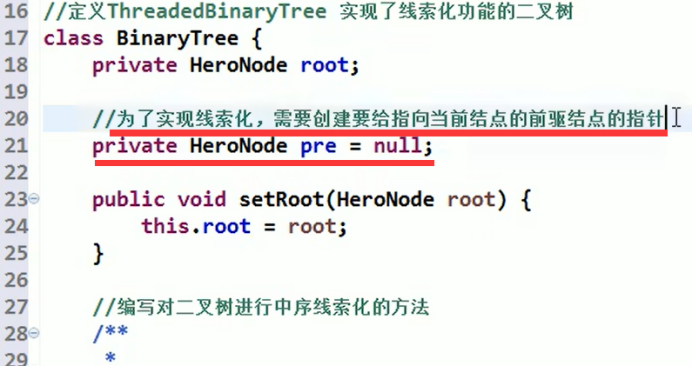 16 //定义ThreadedBinaryTree 实现了线索化功能的二叉树
17 class BinaryTree {
18 private HeroNode root;
19
20 //为了实现线索化，需要创建要给指向当前结点的前驱结点的指针
21 private HeroNode pre = null;
22
23 public void setRoot(HeroNode root) {
24 this.root = root;
25 }
26
27 //编写对二叉树进行中序线索化的方法
28 /**
29 *